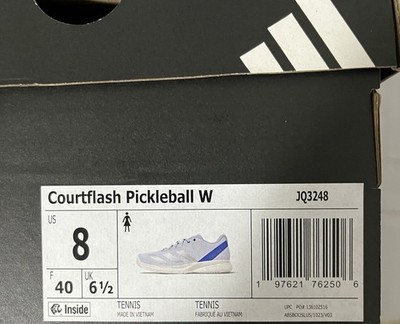 Courtflash Pickleball W JQ3248
US
8
F
40
UK
6½
Inside
TENNIS
MADE IN VIETNAM
TENNIS
FABRIQUÉ AU VIETNAM
1 97621 76250 6
UPC